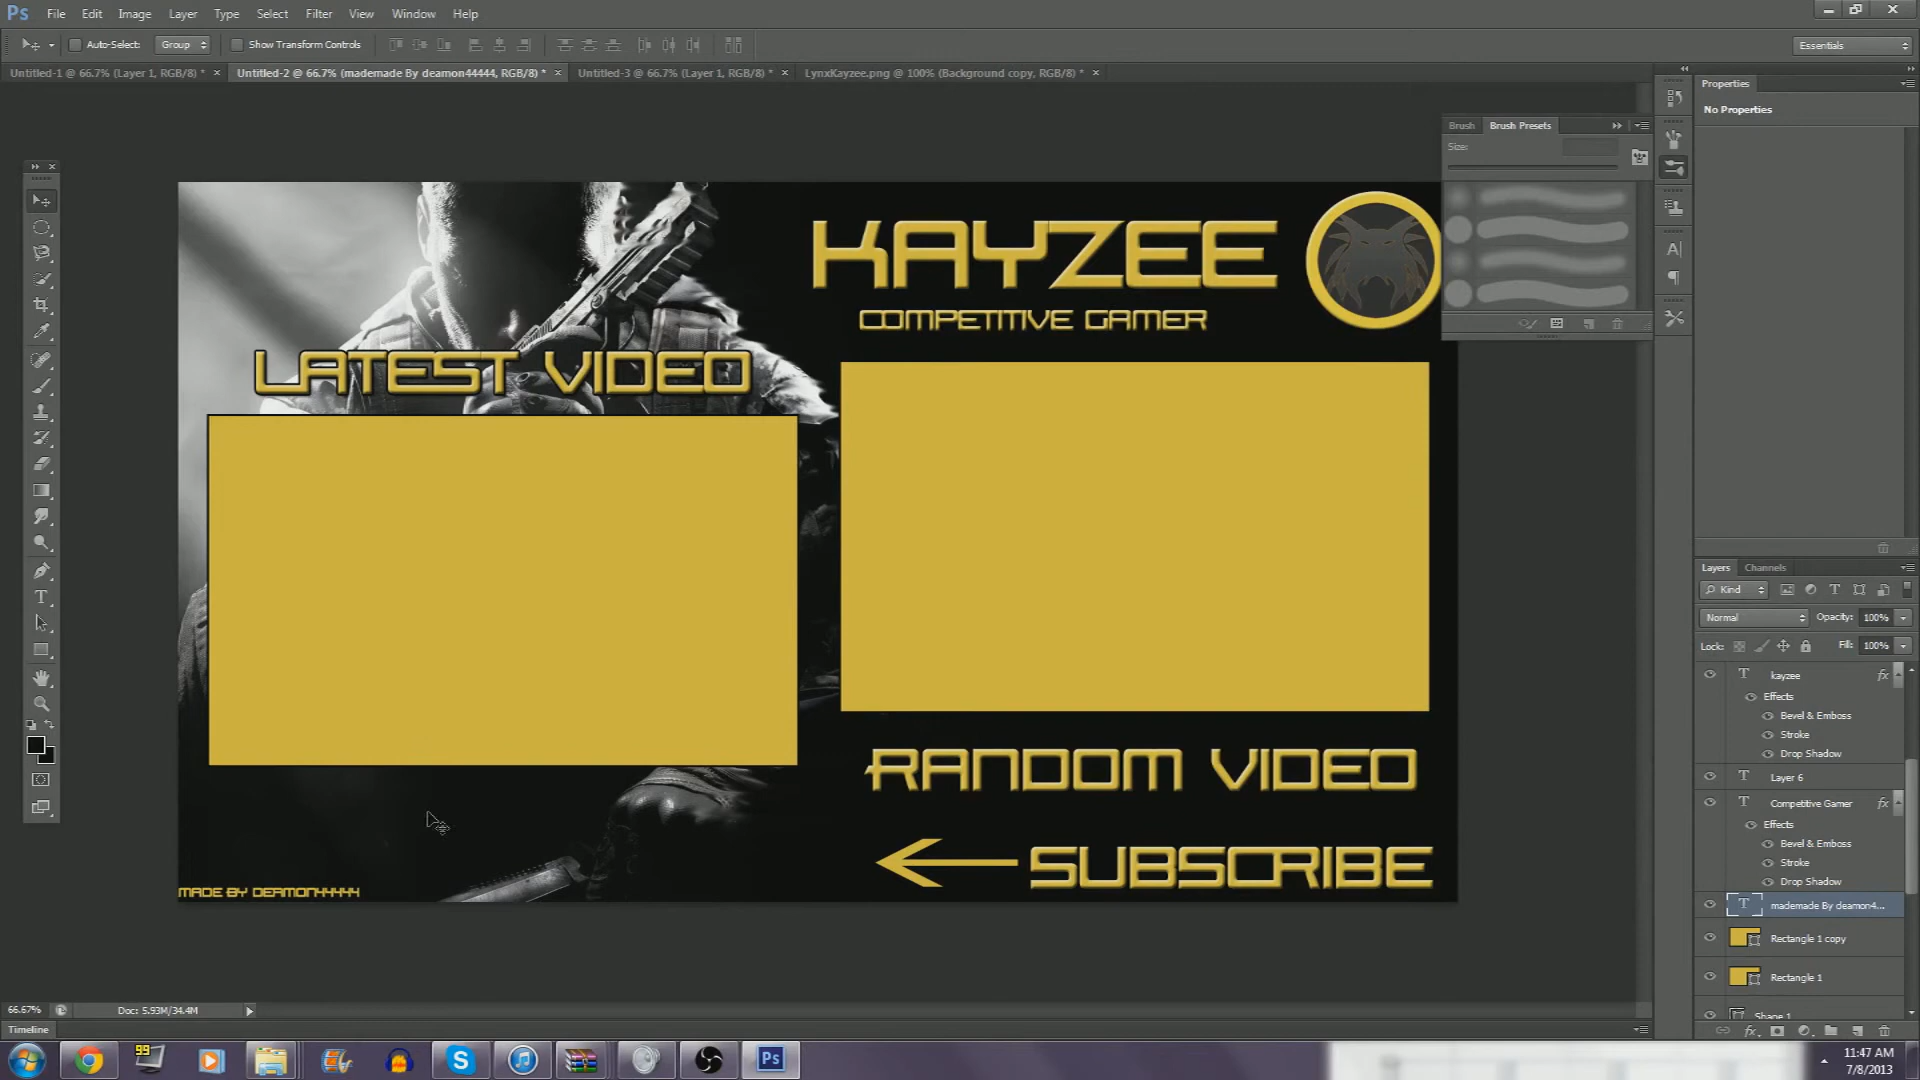 Ps File Edit Image Layer Type Select Filter View Window Help
Auto-Select: Group Show Transform Controls Essentials
Untitled-1 @ 66.7% (Layer 1, RGB/8) * × Untitled-2 @ 66.7% (mademade By deamon44444, RGB/8) * × Untitled-3 @ 66.7% (Layer 1, RGB/8) * × LynxKayzee.png @ 100% (Background copy, RGB/8) * ×
Properties
No Properties
Brush Brush Presets
Size:
KAYZEE
COMPETITIVE GAMER
LATEST VIDEO
RANDOM VIDEO
SUBSCRIBE
MADE BY DEAMON44444
Layers Channels
Kind
Normal Opacity: 100%
Lock: Fill: 100%
kayzee fx
Effects
Bevel & Emboss
Stroke
Drop Shadow
Layer 6
Competitive Gamer fx
Effects
Bevel & Emboss
Stroke
Drop Shadow
mademade By deamon4...
Rectangle 1 copy
Rectangle 1
Shape 1
66.67% Doc: 5.93M/34.4M
Timeline
99
Ps
11:47 AM
7/8/2013